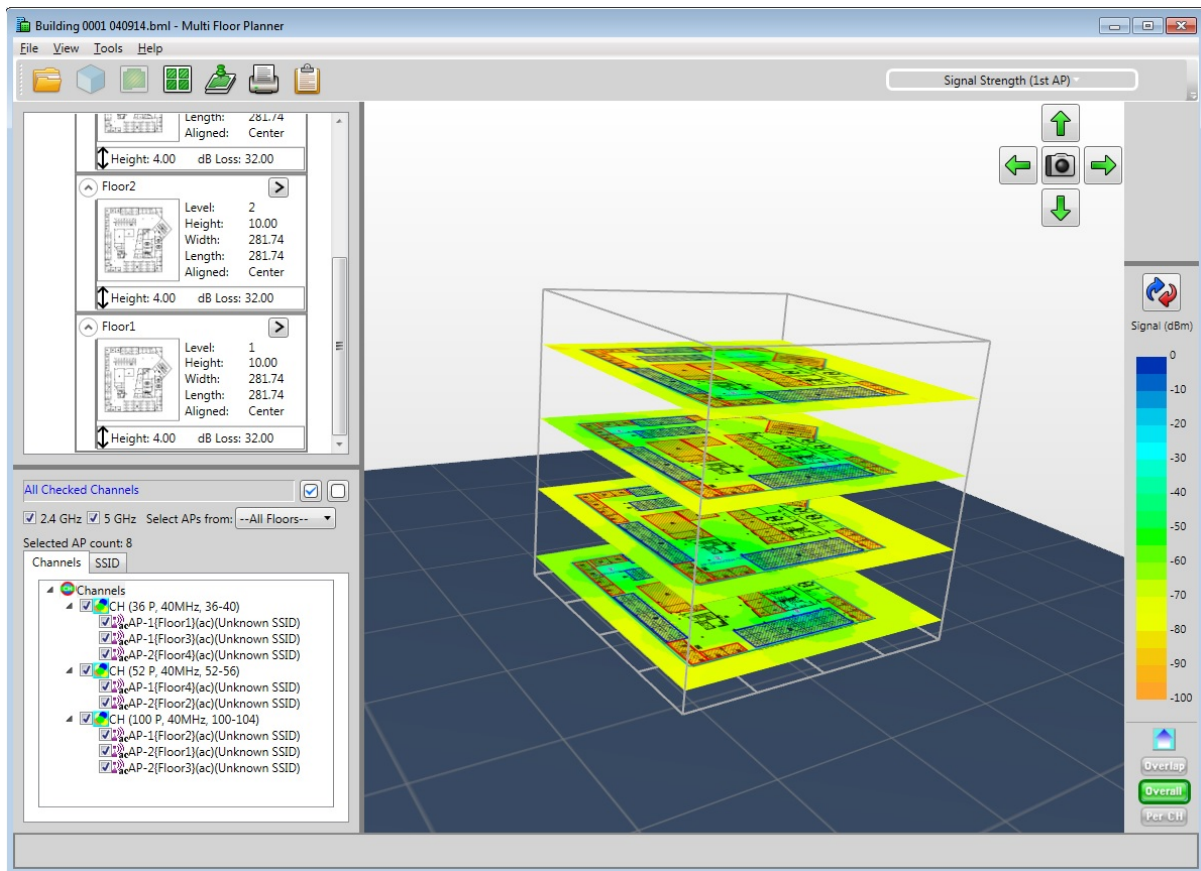 Building 0001 040914.bml - Multi Floor Planner
File View Tools Help
Signal Strength (1st AP)
Length: 281.74
Aligned: Center
Height: 4.00 dB Loss: 32.00
Floor2
Level: 2
Height: 10.00
Width: 281.74
Length: 281.74
Aligned: Center
Height: 4.00 dB Loss: 32.00
Floor1
Level: 1
Height: 10.00
Width: 281.74
Length: 281.74
Aligned: Center
Height: 4.00 dB Loss: 32.00
All Checked Channels
2.4 GHz 5 GHz Select APs from: --All Floors--
Selected AP count: 8
Channels SSID
Channels
CH (36 P, 40MHz, 36-40)
ac AP-1{Floor1}(ac)(Unknown SSID)
ac AP-1{Floor3}(ac)(Unknown SSID)
ac AP-2{Floor4}(ac)(Unknown SSID)
CH (52 P, 40MHz, 52-56)
ac AP-1{Floor4}(ac)(Unknown SSID)
ac AP-2{Floor2}(ac)(Unknown SSID)
CH (100 P, 40MHz, 100-104)
ac AP-1{Floor2}(ac)(Unknown SSID)
ac AP-2{Floor1}(ac)(Unknown SSID)
ac AP-2{Floor3}(ac)(Unknown SSID)
Signal (dBm)
0
-10
-20
-30
-40
-50
-60
-70
-80
-90
-100
Overlap
Overall
Per CH